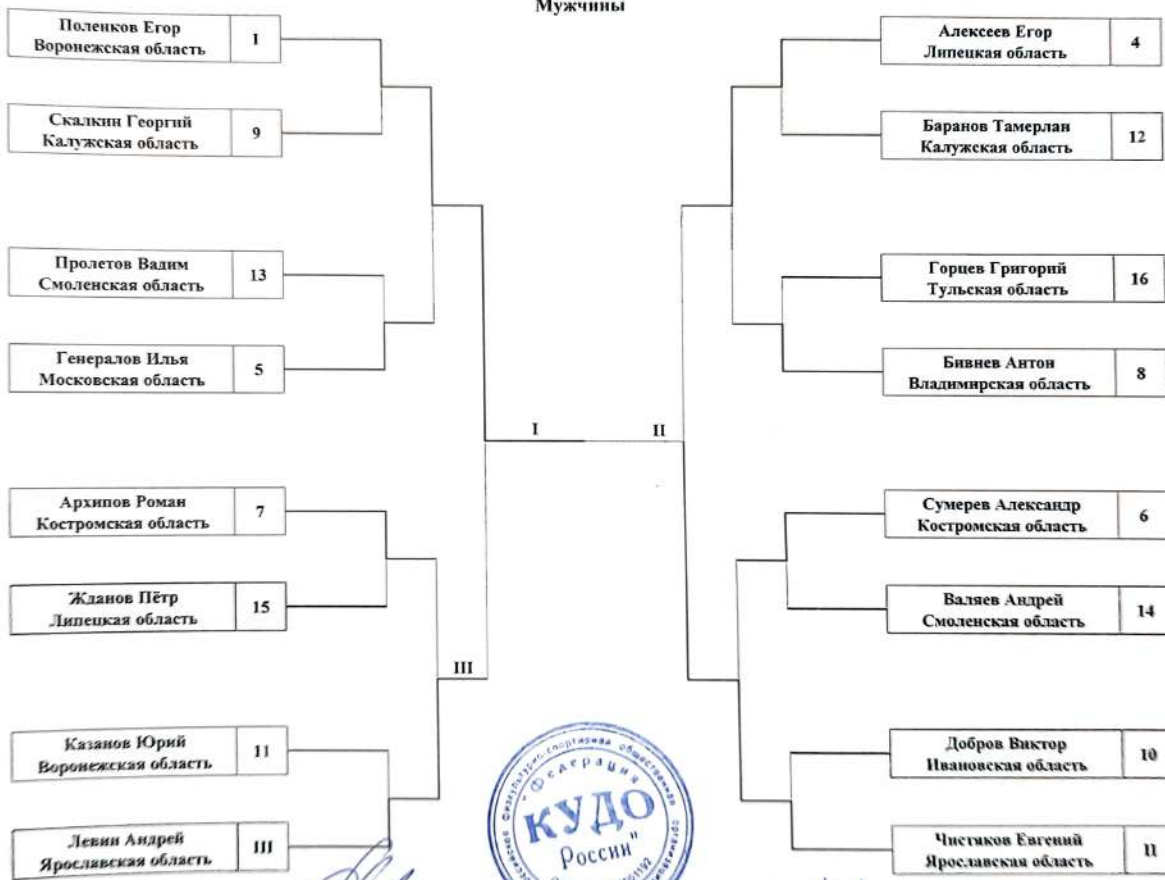 Мужчины
Поленков Егор
Воронежская область
I
Скалкин Георгий
Калужская область
9
Пролетов Вадим
Смоленская область
13
Генералов Илья
Московская область
5
Архипов Роман
Костромская область
7
Жданов Пётр
Липецкая область
15
Казанов Юрий
Воронежская область
11
Левин Андрей
Ярославская область
III
I
II
III
Алексеев Егор
Липецкая область
4
Баранов Тамерлан
Калужская область
12
Горцев Григорий
Тульская область
16
Бивнев Антон
Владимирская область
8
Сумерев Александр
Костромская область
6
Валяев Андрей
Смоленская область
14
Добров Виктор
Ивановская область
10
Чистяков Евгений
Ярославская область
II
физкультурно-спортивная общественная
"Федерация
КУДО
России"